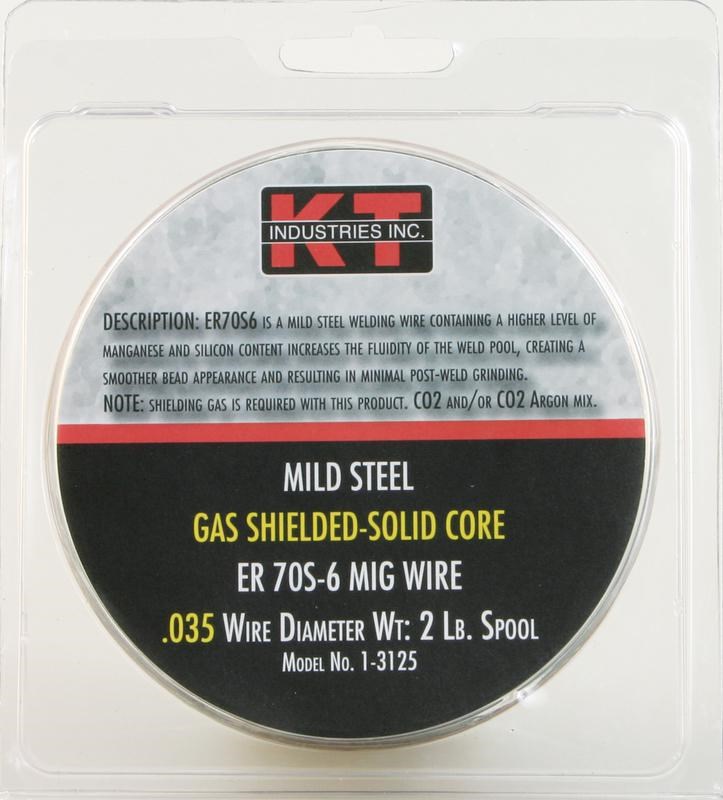 KT
INDUSTRIES INC.
DESCRIPTION: ER70S6 IS A MILD STEEL WELDING WIRE CONTAINING A HIGHER LEVEL OF
MANGANESE AND SILICON CONTENT INCREASES THE FLUIDITY OF THE WELD POOL, CREATING A
SMOOTHER BEAD APPEARANCE AND RESULTING IN MINIMAL POST-WELD GRINDING.
NOTE: SHIELDING GAS IS REQUIRED WITH THIS PRODUCT. CO2 AND/OR CO2 ARGON MIX.
MILD STEEL
GAS SHIELDED-SOLID CORE
ER 70S-6 MIG WIRE
.035 WIRE DIAMETER WT: 2 LB. SPOOL
MODEL NO. 1-3125